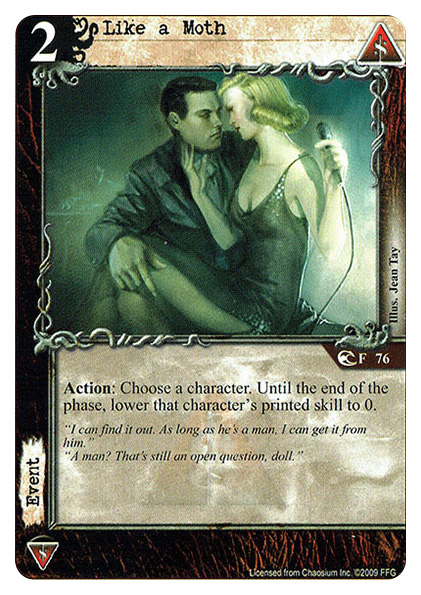 2
Like a Moth
Illus. Jean Tay
F 76
Action: Choose a character. Until the end of the
phase, lower that character's printed skill to 0.
"I can find it out. As long as he's a man, I can get it from
him."
"A man? That's still an open question, doll."
Event
Licensed from Chaosium Inc. ©2009 FFG